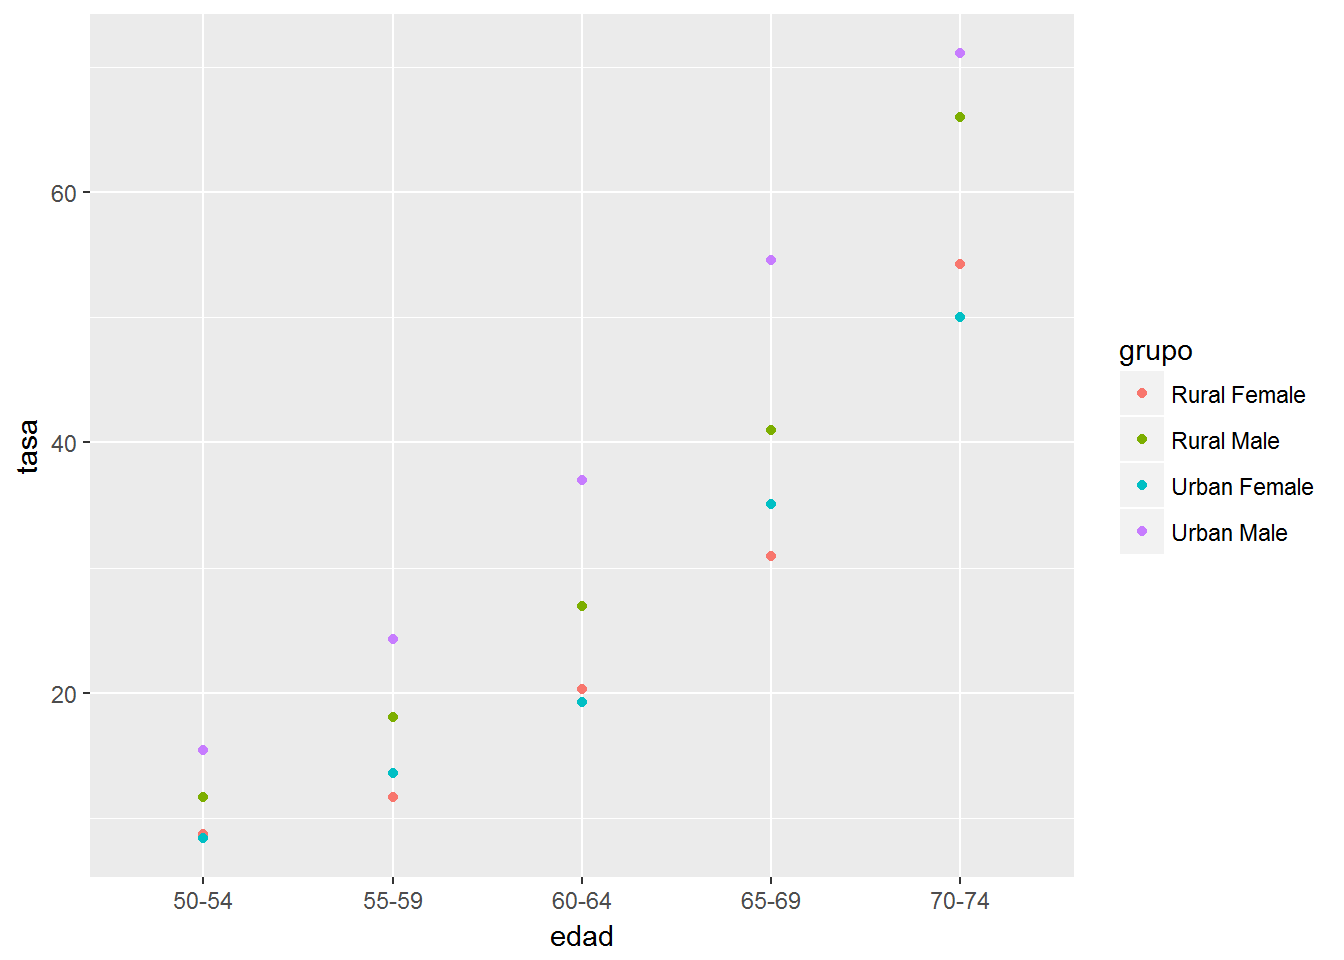 60
40
20
tasa
50-54
55-59
60-64
65-69
70-74
edad
grupo
Rural Female
Rural Male
Urban Female
Urban Male